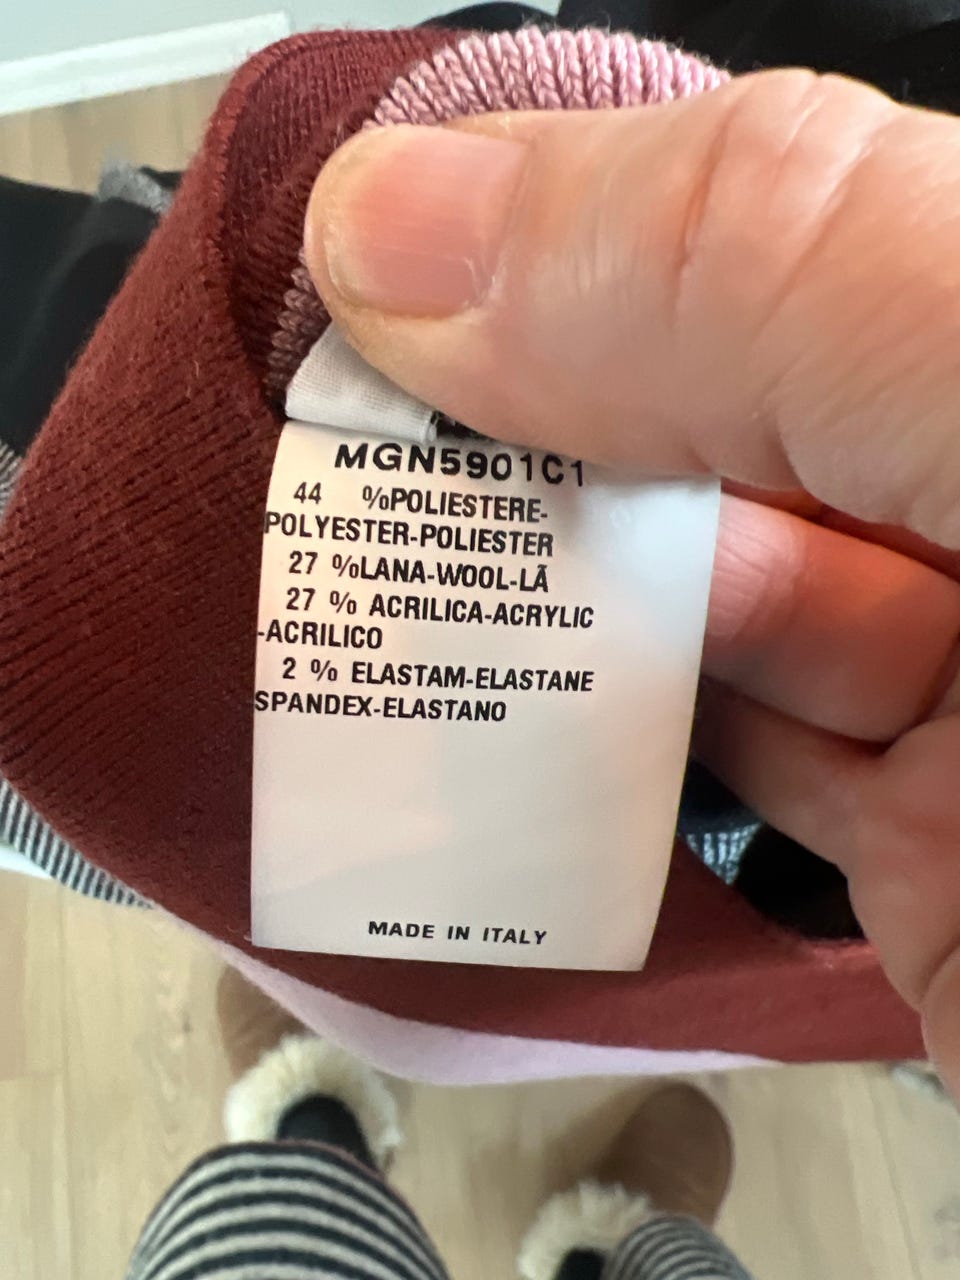 MGN5901C1
44 %POLIESTERE-
POLYESTER-POLIESTER
27 %LANA-WOOL-LÃ
27 % ACRILICA-ACRYLIC
-ACRILICO
2 % ELASTAM-ELASTANE
SPANDEX-ELASTANO
MADE IN ITALY